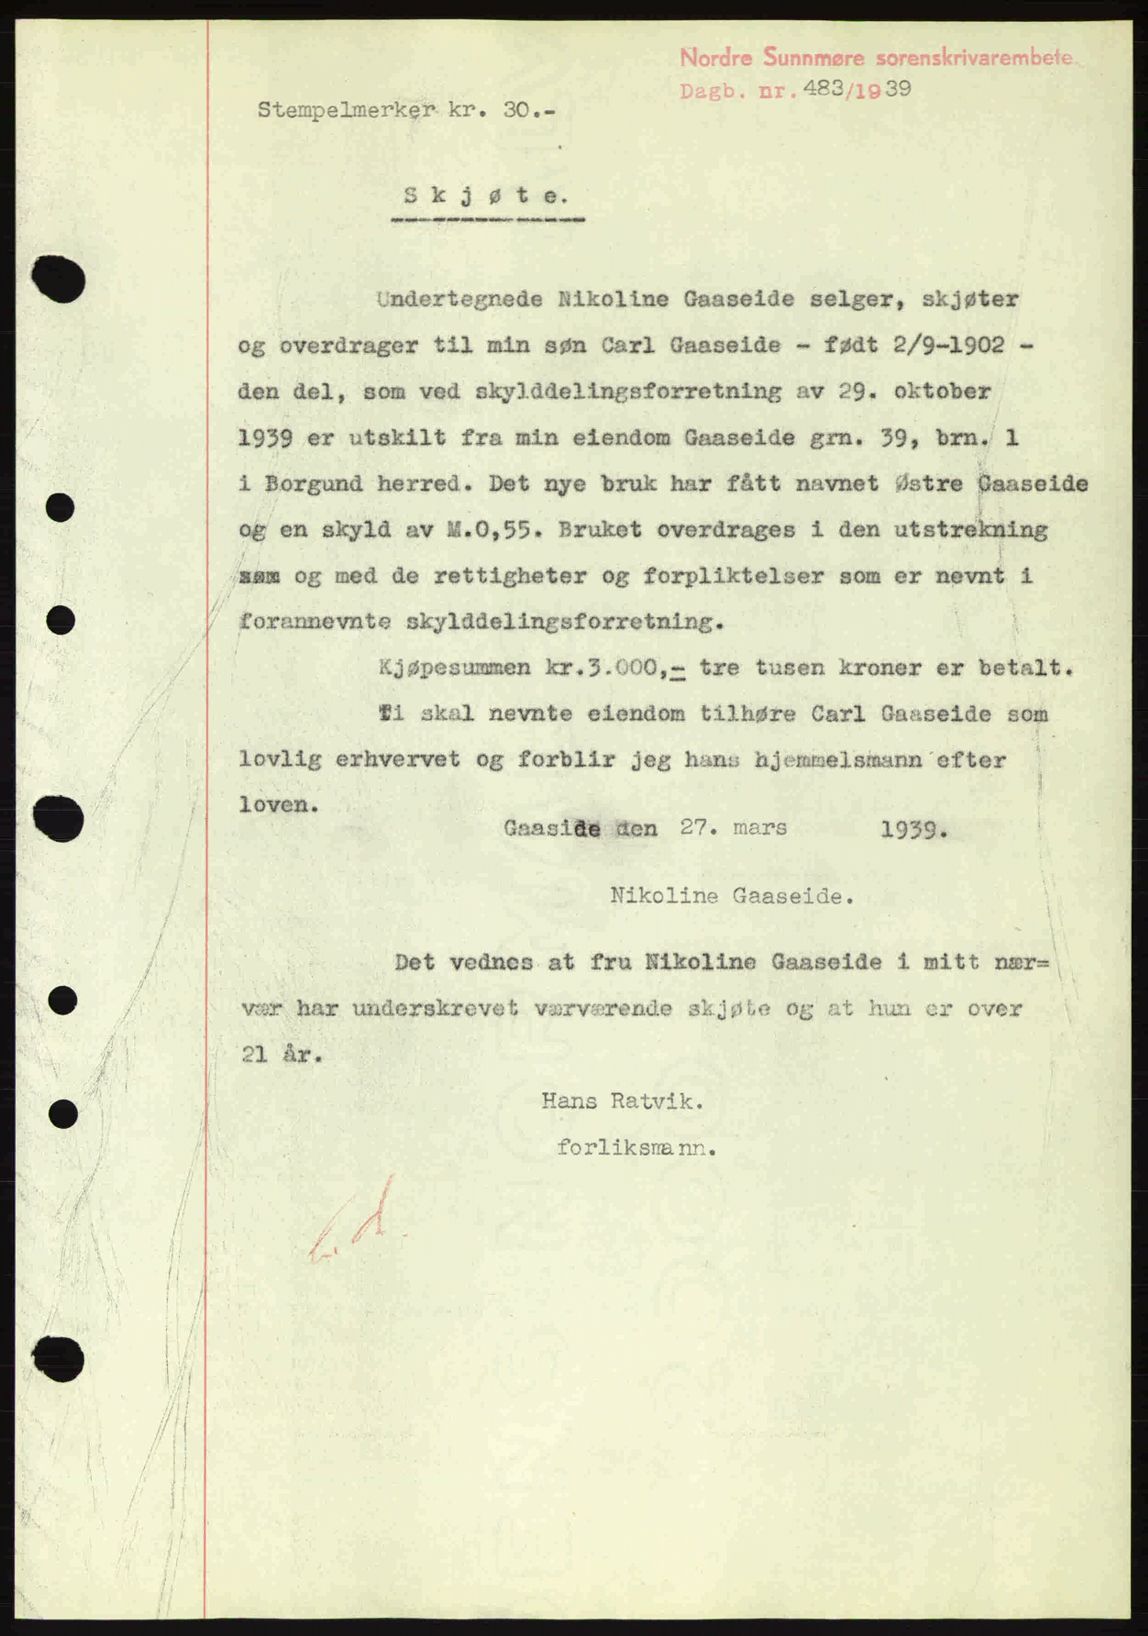 Nordre Sunnmøre sorenskrivarembete.
Dagb. nr. 483/1939
Stempelmerker kr. 30.-
S k j ø t e.
Undertegnede Nikoline Gaaseide selger, skjøter
og overdrager til min søn Carl Gaaseide - født 2/9-1902 -
den del, som ved skylddelingsforretning av 29. oktober
1939 er utskilt fra min eiendom Gaaseide grn. 39, brn. 1
i Borgund herred. Det nye bruk har fått navnet Østre Gaaseide
og en skyld av M.0,55. Bruket overdrages i den utstrekning
som og med de rettigheter og forpliktelser som er nevnt i
forannevnte skylddelingsforretning.
Kjøpesummen kr.3.000,- tre tusen kroner er betalt.
Ti skal nevnte eiendom tilhøre Carl Gaaseide som
lovlig erhvervet og forblir jeg hans hjemmelsmann efter
loven.
Gaaside den 27. mars 1939.
Nikoline Gaaseide.
Det vednes at fru Nikoline Gaaseide i mitt nær=
vær har underskrevet værværende skjøte og at hun er over
21 år.
Hans Ratvik.
forliksmann.